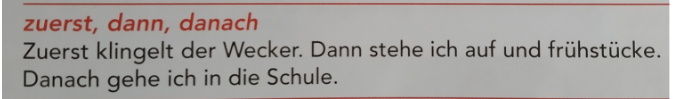 zuerst, dann, danach
Zuerst klingelt der Wecker. Dann stehe ich auf und frühstücke.
Danach gehe ich in die Schule.